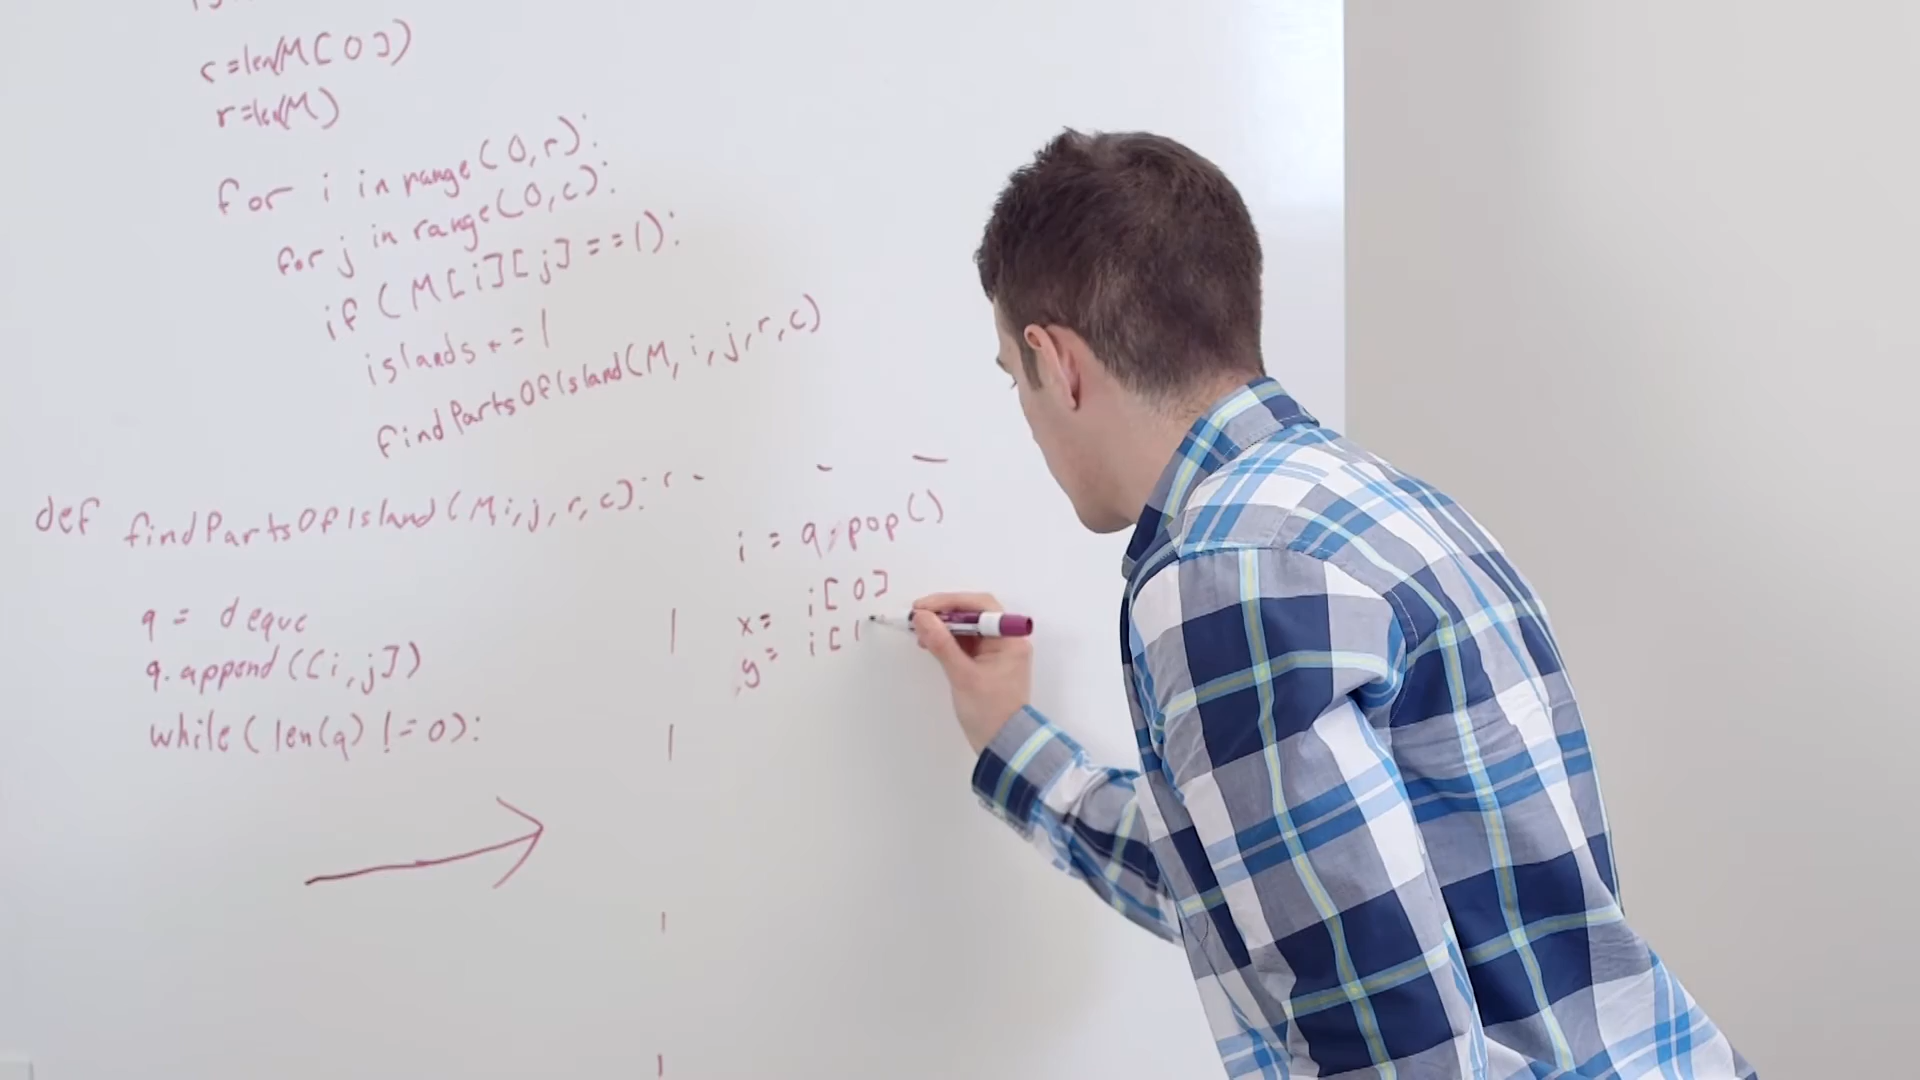 c=len(M[0])
r=len(M)
for i in range(0,r):
for j in range(0,c):
if (M[i][j]==1):
islands+=1
findPartsOfIsland(M,i,j,r,c)
def findPartsOfIsland(M,i,j,r,c):
q = deque
q.append([i,j])
while(len(q)!=0):
i = q.pop()
x= i[0]
y= i[1